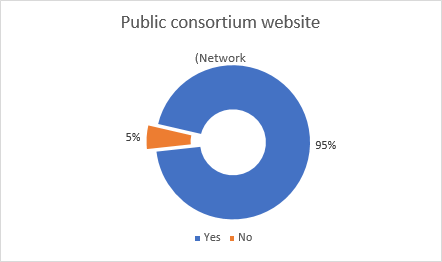 Public consortium website
(Network
5%
95%
Yes No